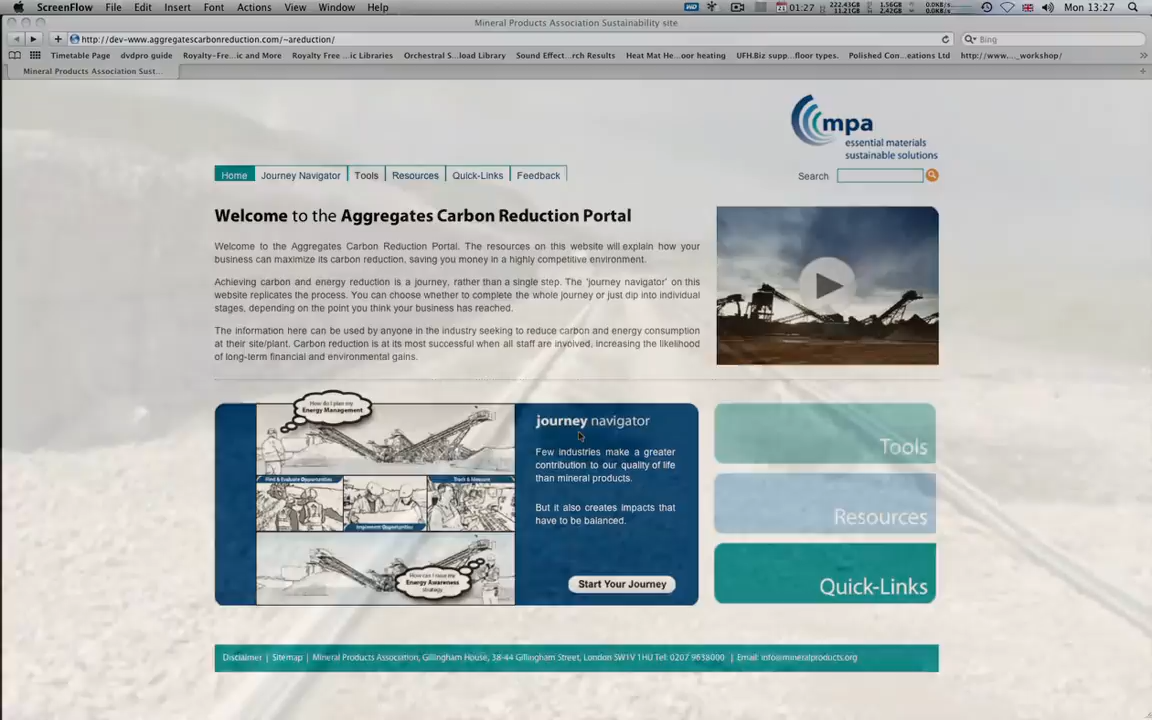 ScreenFlow File Edit Insert Font Actions View Window Help
01:27 222.43GB 11.21GB 1.56GB 2.42GB 0.0KB/s 0.0KB/s Mon 13:27
Mineral Products Association Sustainability site
http://dev-www.aggregatescarbonreduction.com/~areduction/
Bing
Timetable Page dvdpro guide Royalty-Fre...ic and More Royalty Free ...ic Libraries Orchestral S...load Library Sound Effect...rch Results Heat Mat He...oor heating UFH.Biz supp...floor types. Polished Con...eations Ltd http://www...._workshop/
Mineral Products Association Sust...
mpa
essential materials
sustainable solutions
Home Journey Navigator Tools Resources Quick-Links Feedback
Search
Welcome to the Aggregates Carbon Reduction Portal
Welcome to the Aggregates Carbon Reduction Portal. The resources on this website will explain how your
business can maximize its carbon reduction, saving you money in a highly competitive environment.
Achieving carbon and energy reduction is a journey, rather than a single step. The 'journey navigator' on this
website replicates the process. You can choose whether to complete the whole journey or just dip into individual
stages, depending on the point you think your business has reached.
The information here can be used by anyone in the industry seeking to reduce carbon and energy consumption
at their site/plant. Carbon reduction is at its most successful when all staff are involved, increasing the likelihood
of long-term financial and environmental gains.
How do I plan my
Energy Management
Find & Evaluate Opportunities
Track & Measure
Implement Opportunities
How can I raise my
Energy Awareness
strategy
journey navigator
Few industries make a greater
contribution to our quality of life
than mineral products.
But it also creates impacts that
have to be balanced.
Start Your Journey
Tools
Resources
Quick-Links
Disclaimer | Sitemap | Mineral Products Association, Gillingham House, 38-44 Gillingham Street, London SW1V 1HU Tel: 0207 9638000 | Email: info@mineralproducts.org